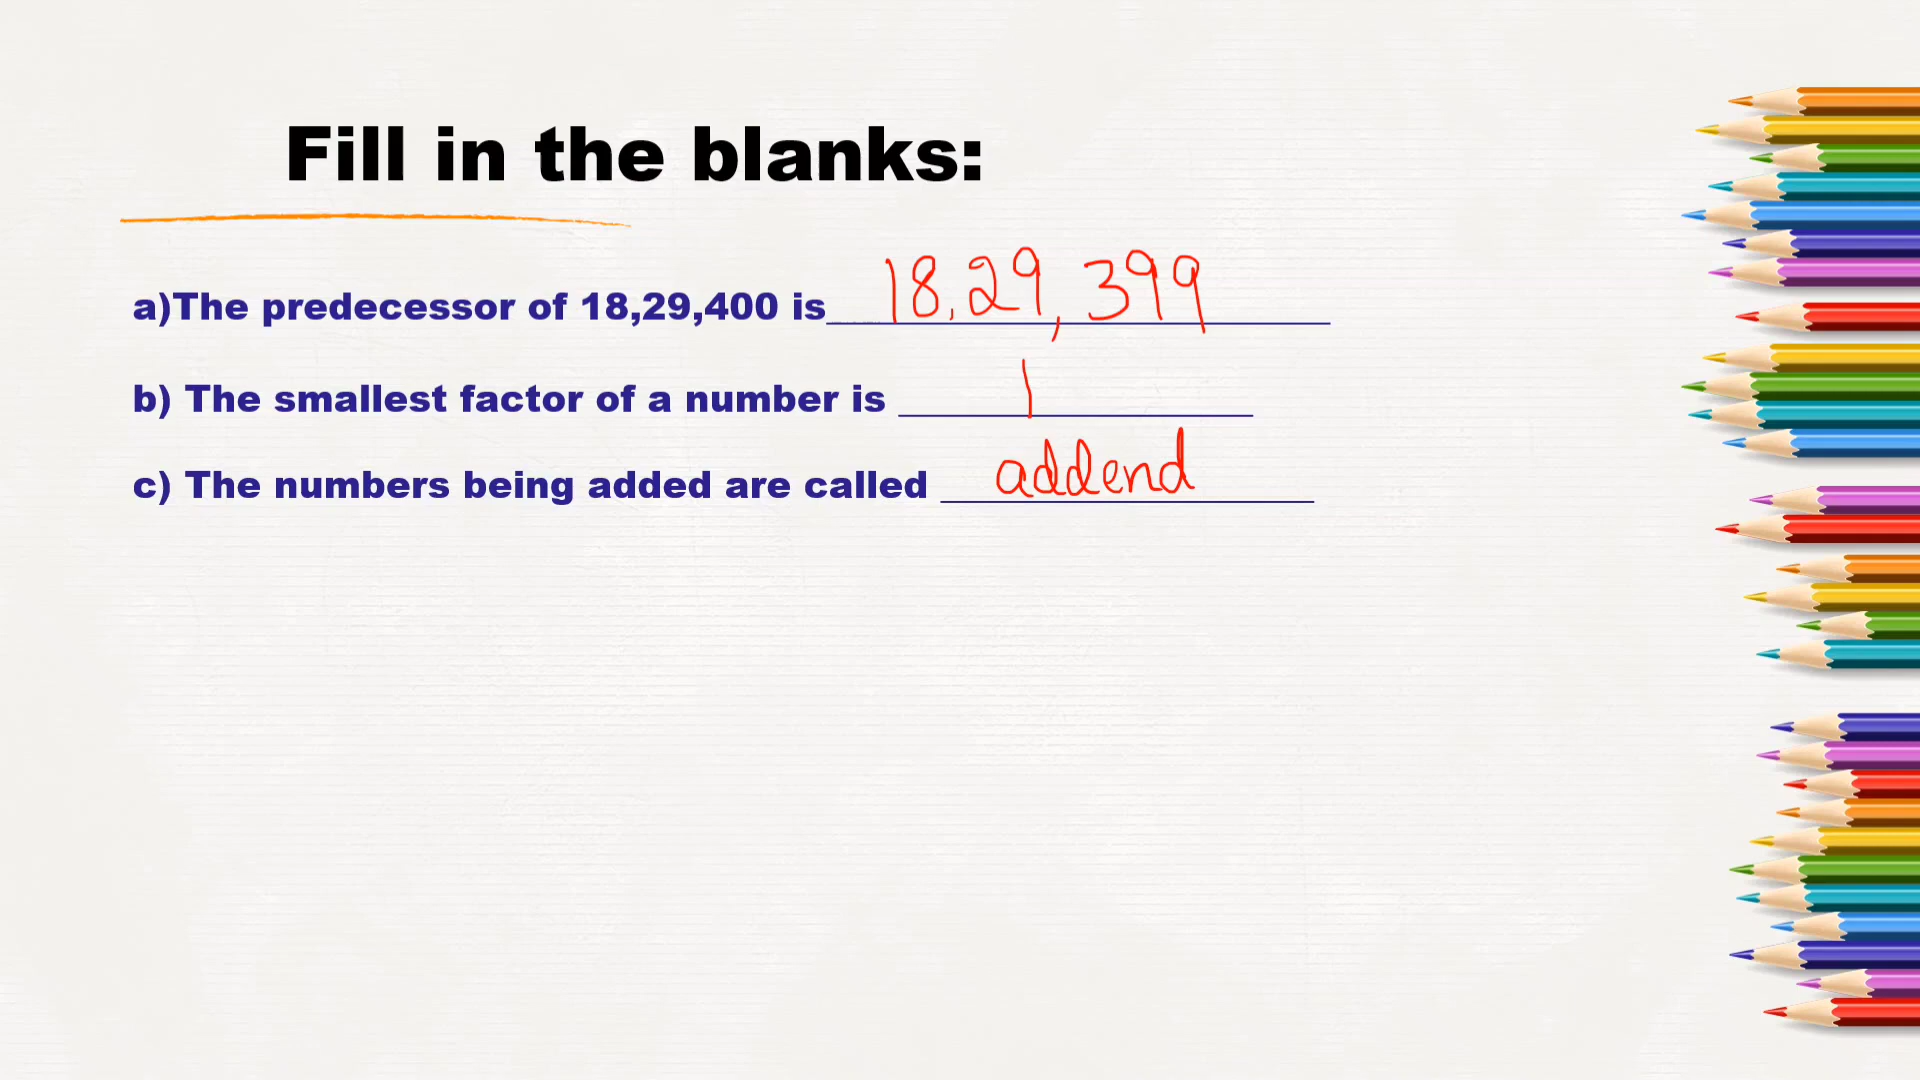 Fill in the blanks:
a)The predecessor of 18,29,400 is 18,29,399
b) The smallest factor of a number is 1
c) The numbers being added are called addend